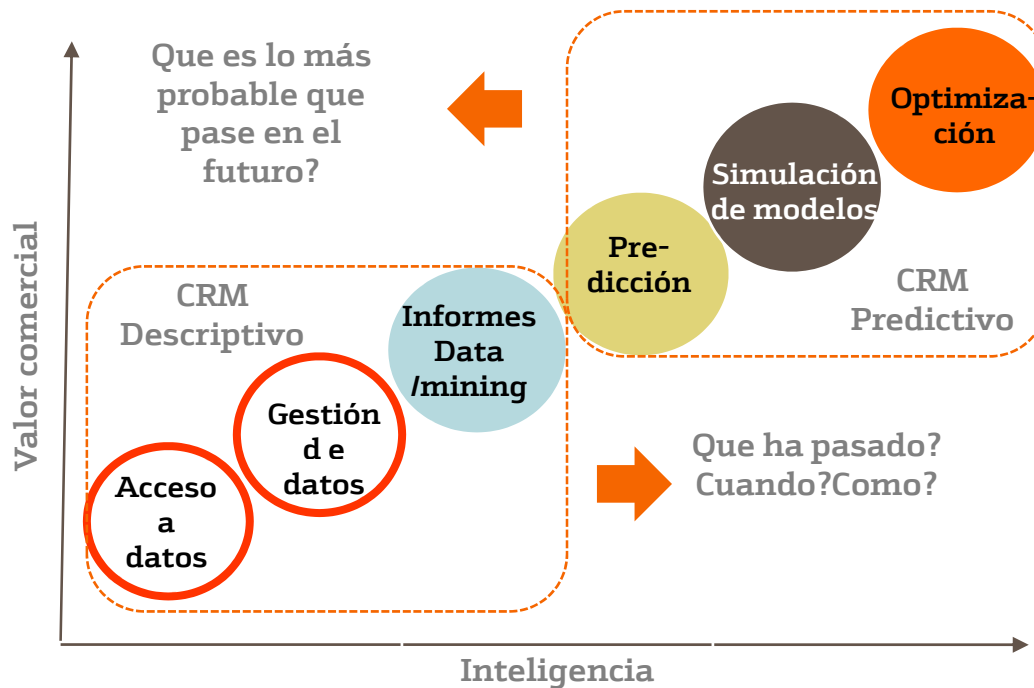 Que es lo más
probable que
pase en el
futuro?
Optimiza-
ción
Simulación
de modelos
Pre-
dicción
CRM
Predictivo
CRM
Descriptivo
Informes
Data
/mining
Gestión
d e
datos
Acceso
a
datos
Que ha pasado?
Cuando?Como?
Valor comercial
Inteligencia